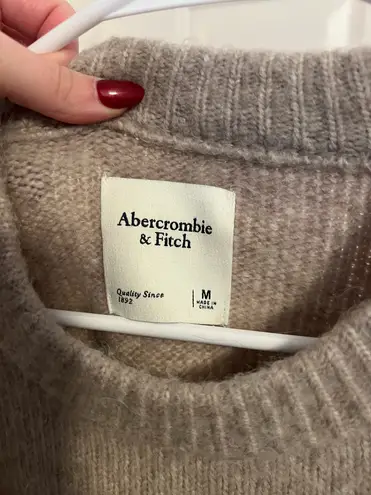 Abercrombie
& Fitch
Quality Since
1892
M
MADE IN
CHINA